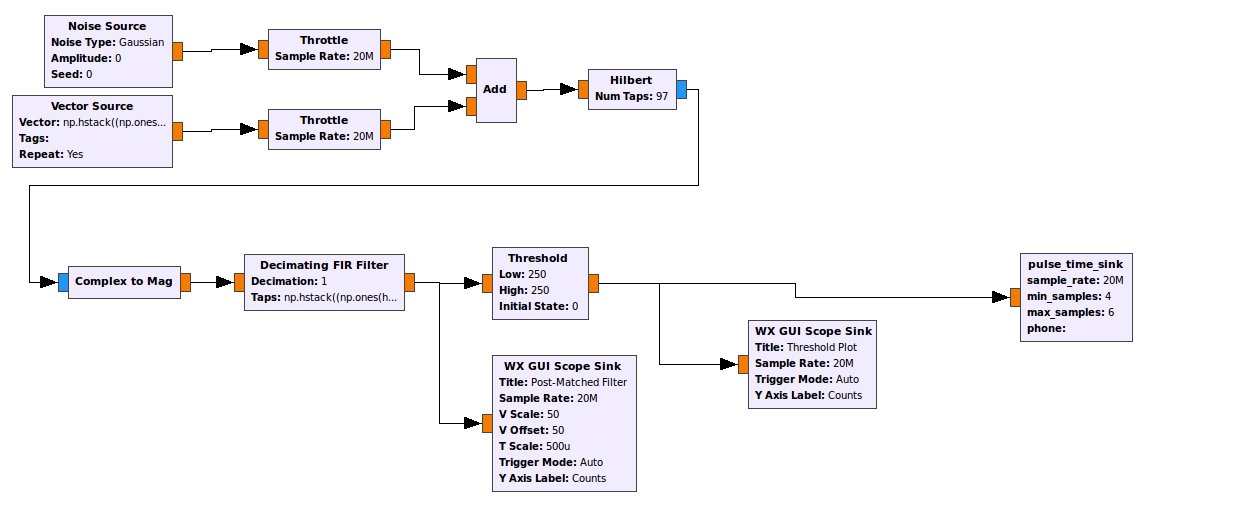 Noise Source
Noise Type: Gaussian
Amplitude: 0
Seed: 0
Throttle
Sample Rate: 20M
Vector Source
Vector: np.hstack((np.ones...
Tags:
Repeat: Yes
Throttle
Sample Rate: 20M
Add
Hilbert
Num Taps: 97
Complex to Mag
Decimating FIR Filter
Decimation: 1
Taps: np.hstack((np.ones(h...
Threshold
Low: 250
High: 250
Initial State: 0
WX GUI Scope Sink
Title: Post-Matched Filter
Sample Rate: 20M
V Scale: 50
V Offset: 50
T Scale: 500u
Trigger Mode: Auto
Y Axis Label: Counts
WX GUI Scope Sink
Title: Threshold Plot
Sample Rate: 20M
Trigger Mode: Auto
Y Axis Label: Counts
pulse_time_sink
sample_rate: 20M
min_samples: 4
max_samples: 6
phone: